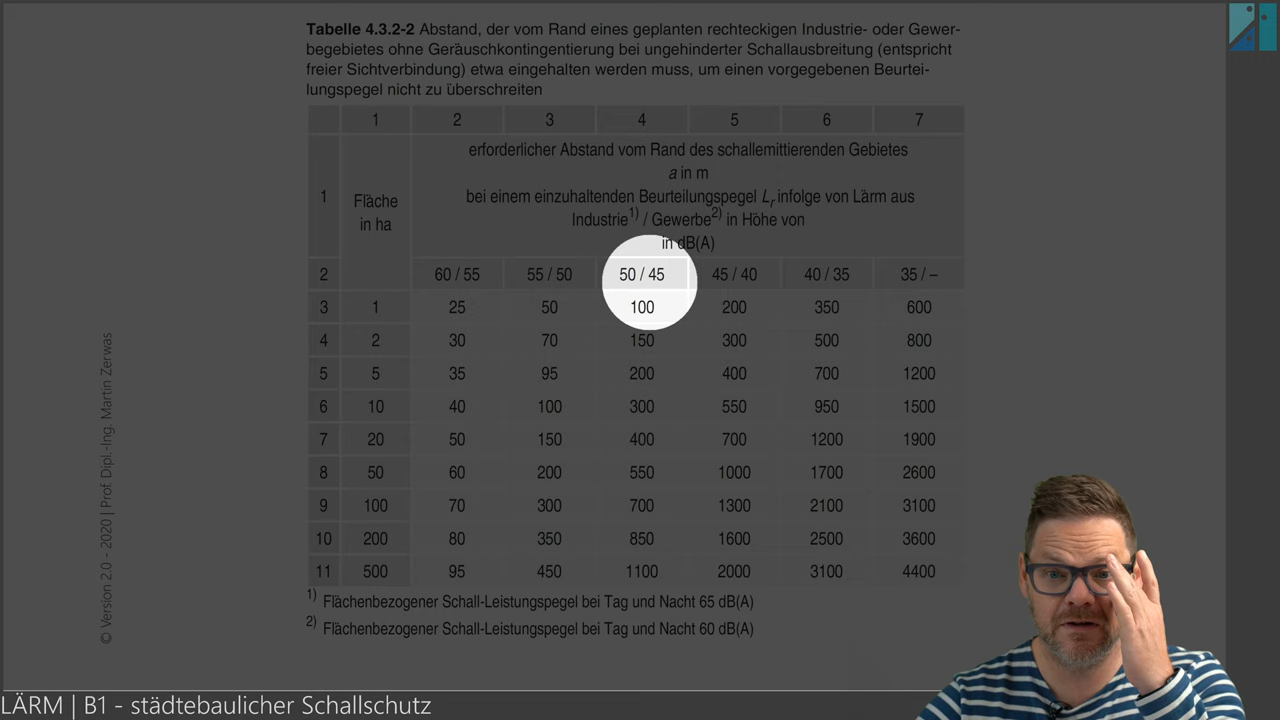 Tabelle 4.3.2-2 Abstand, der vom Rand eines geplanten rechteckigen Industrie- oder Gewer-
begebietes ohne Geräuschkontingentierung bei ungehinderter Schallausbreitung (entspricht
freier Sichtverbindung) etwa eingehalten werden muss, um einen vorgegebenen Beurtei-
lungspegel nicht zu überschreiten
1 2 3 4 5 6 7
1 Fläche in ha erforderlicher Abstand vom Rand des schallemittierenden Gebietes
a in m
bei einem einzuhaltenden Beurteilungspegel Lr infolge von Lärm aus
Industrie1) / Gewerbe2) in Höhe von
in dB(A)
2 60 / 55 55 / 50 50 / 45 45 / 40 40 / 35 35 / –
3 1 25 50 100 200 350 600
4 2 30 70 150 300 500 800
5 5 35 95 200 400 700 1200
6 10 40 100 300 550 950 1500
7 20 50 150 400 700 1200 1900
8 50 60 200 550 1000 1700 2600
9 100 70 300 700 1300 2100 3100
10 200 80 350 850 1600 2500 3600
11 500 95 450 1100 2000 3100 4400
1) Flächenbezogener Schall-Leistungspegel bei Tag und Nacht 65 dB(A)
2) Flächenbezogener Schall-Leistungspegel bei Tag und Nacht 60 dB(A)
© Version 2.0 - 2020 | Prof. Dipl.-Ing. Martin Zerwas
LÄRM | B1 - städtebaulicher Schallschutz